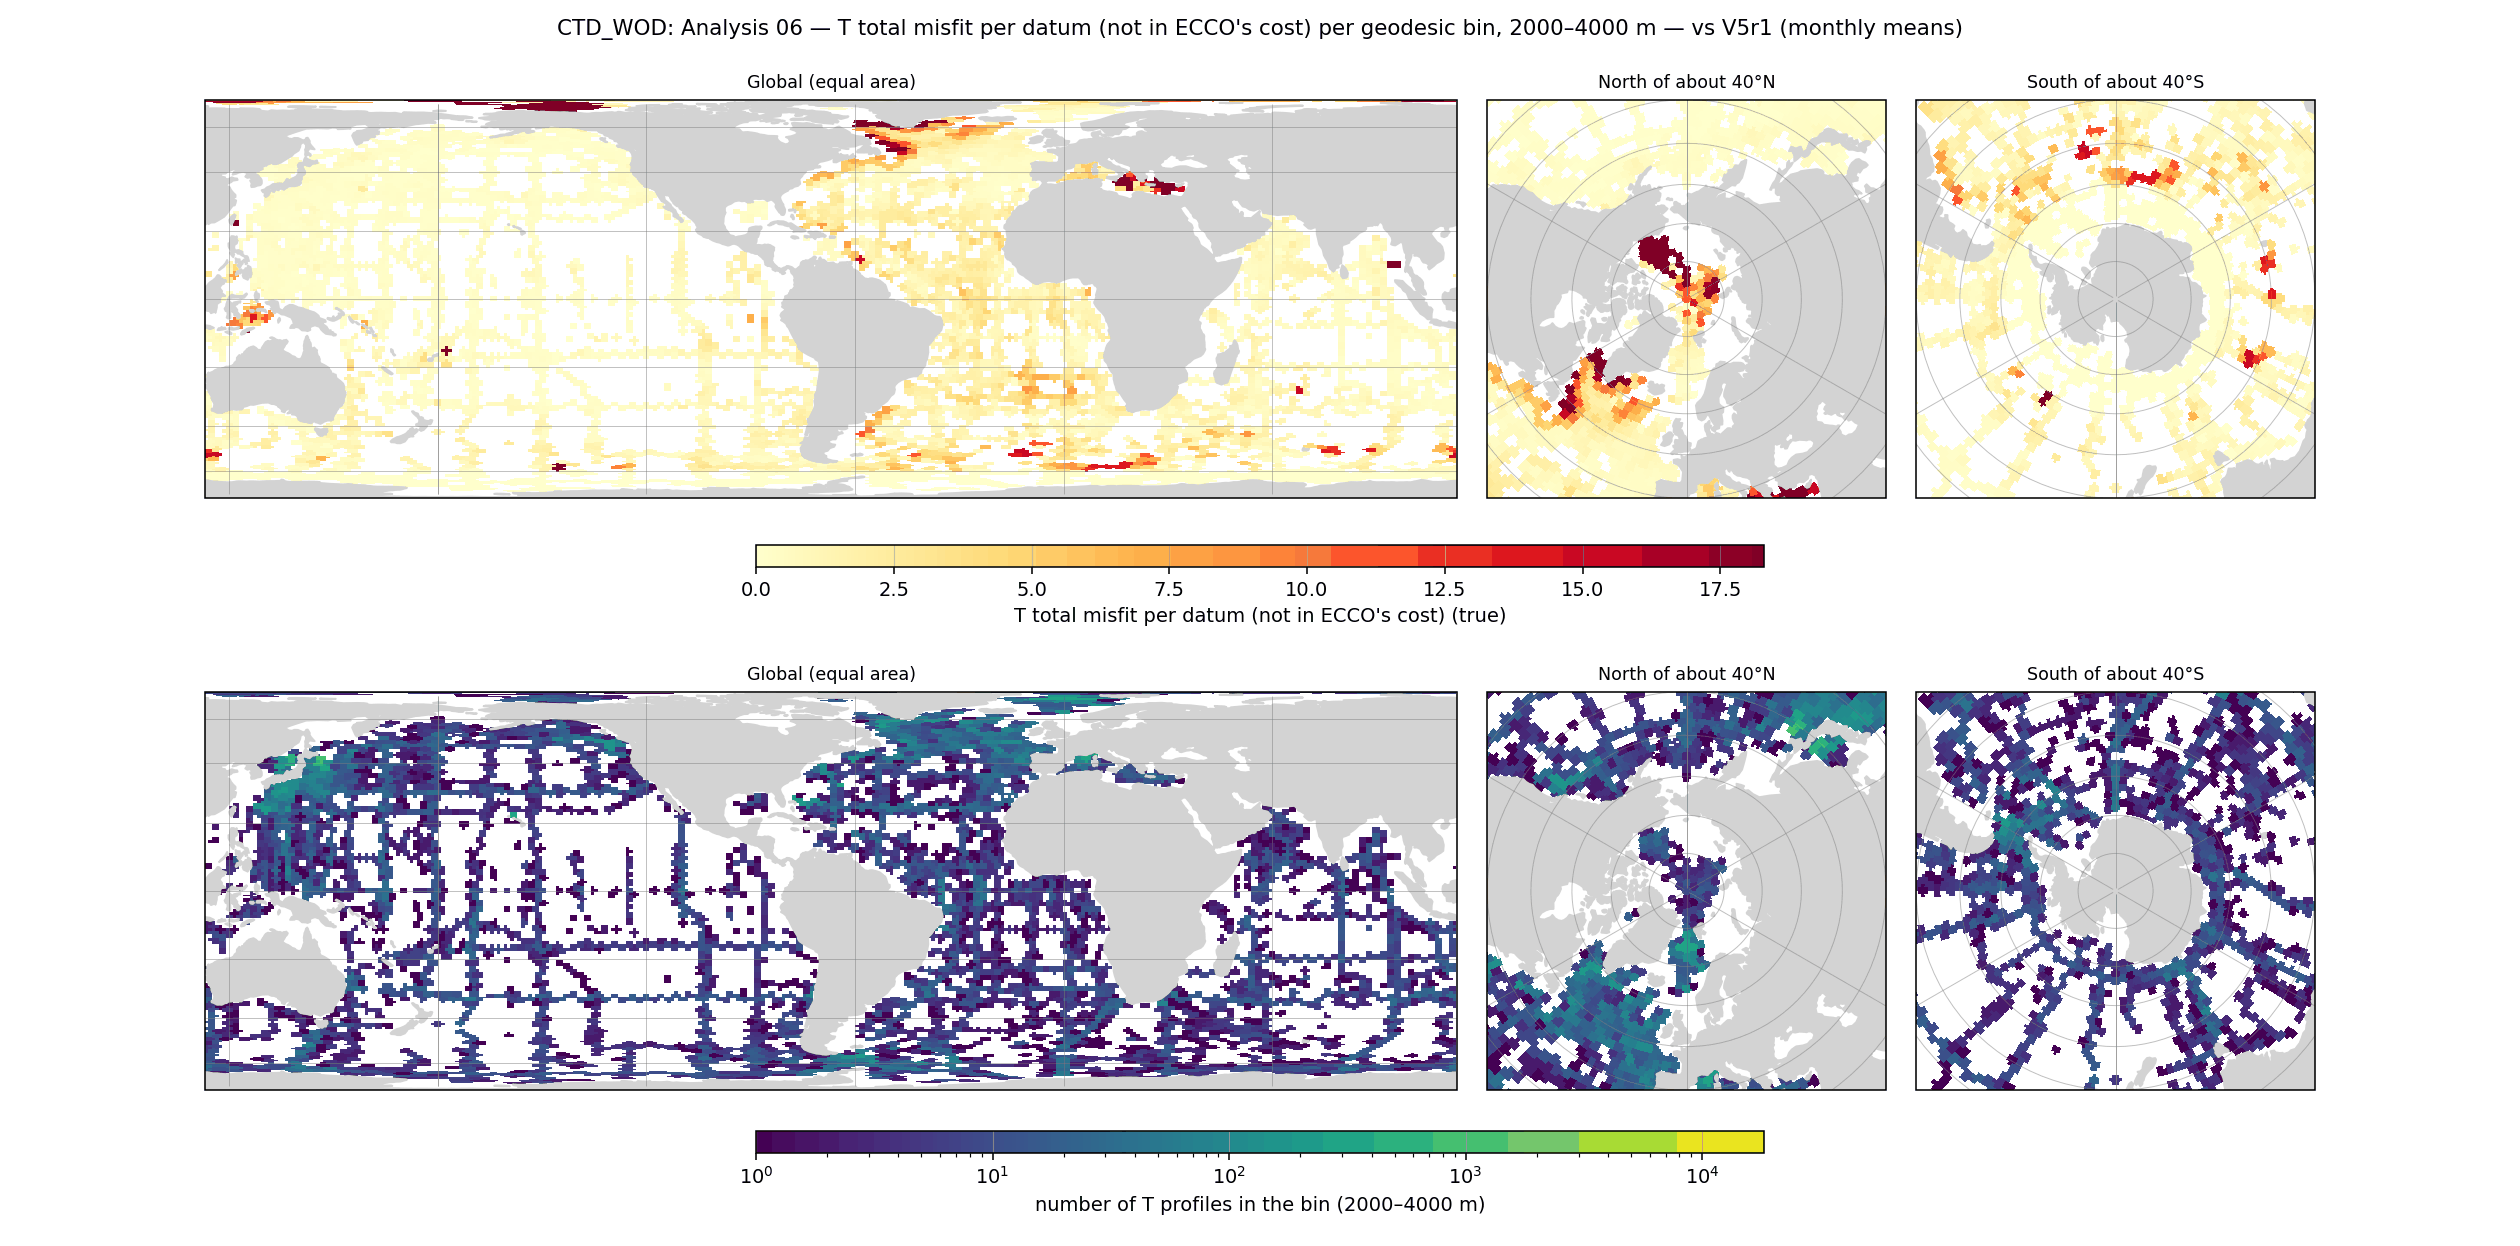 CTD_WOD: Analysis 06 — T total misfit per datum (not in ECCO's cost) per geodesic bin, 2000–4000 m — vs V5r1 (monthly means)
Global (equal area)
North of about 40°N
South of about 40°S
0.0 2.5 5.0 7.5 10.0 12.5 15.0 17.5
T total misfit per datum (not in ECCO's cost) (true)
Global (equal area)
North of about 40°N
South of about 40°S
10⁰ 10¹ 10² 10³ 10⁴
number of T profiles in the bin (2000–4000 m)